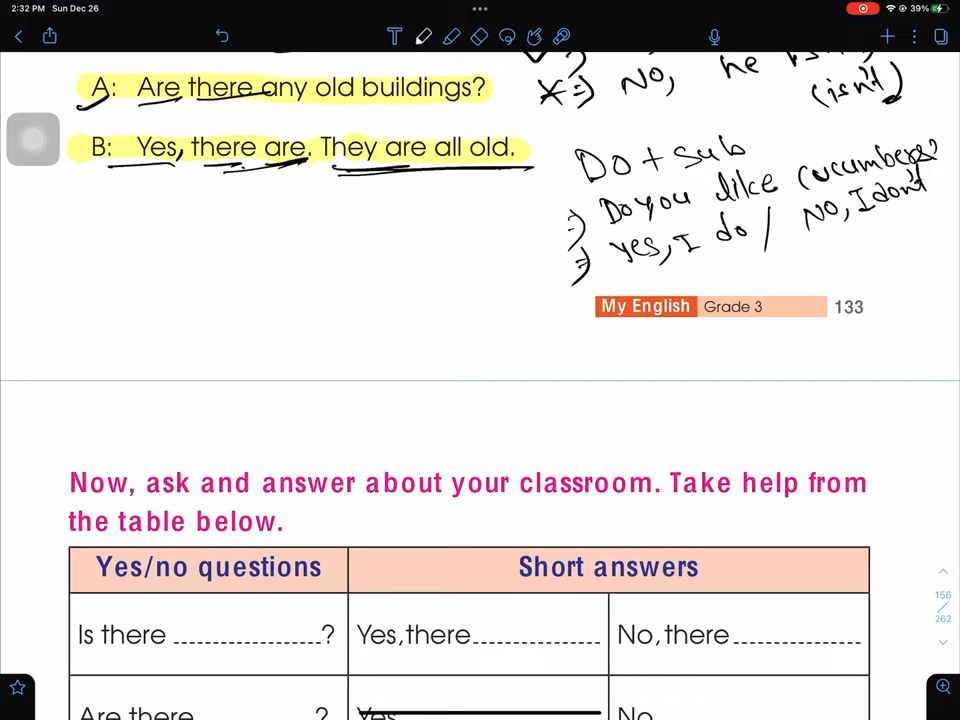 2:32 PM Sun Dec 26
39%
A: Are there any old buildings?
No, he
(isn't)
B: Yes, there are. They are all old.
Do + Sub
Do you like cucumbers?
Yes, I do / No, I don't
My English Grade 3 133
Now, ask and answer about your classroom. Take help from
the table below.
Yes/no questions Short answers
Is there ....................? Yes,there................. No, there.................
Are there ? Yes No
156
262